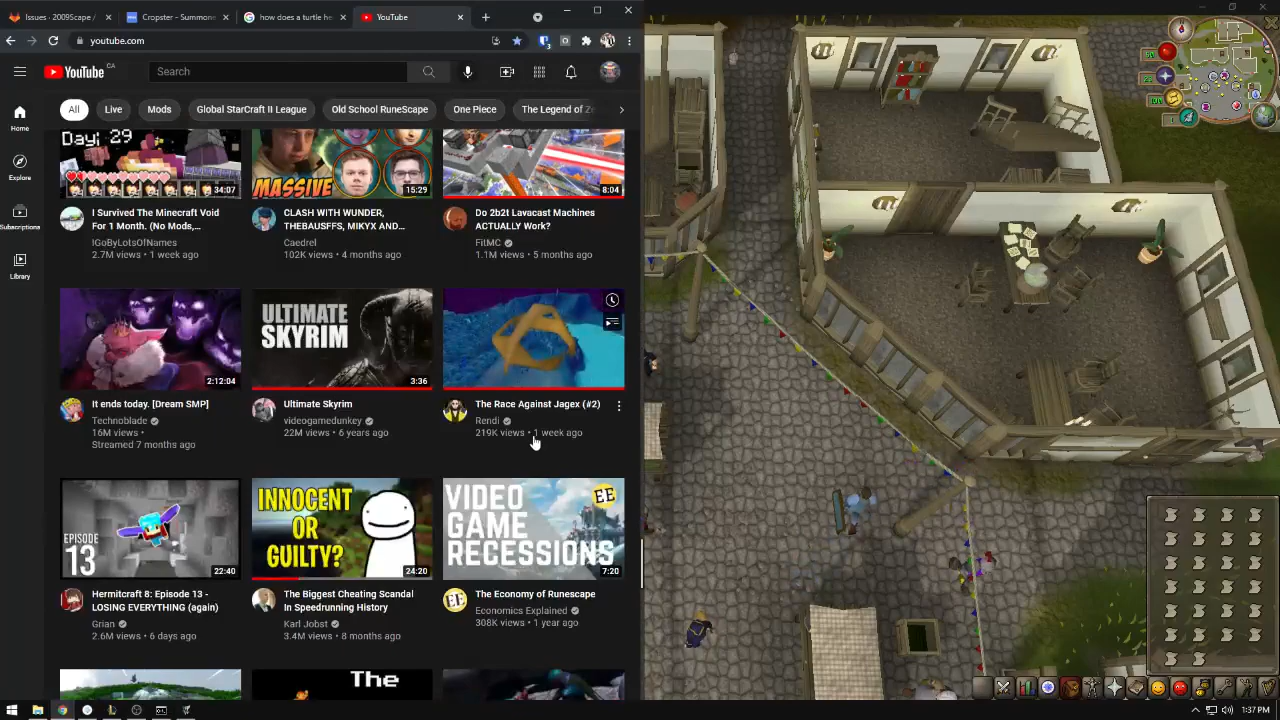 Issues · 2009Scape /
Cropster - Summone
how does a turtle he
YouTube
youtube.com
YouTube CA
Search
All
Live
Mods
Global StarCraft II League
Old School RuneScape
One Piece
The Legend of Ze
Home
Explore
Subscriptions
Library
Day: 29
34:07
MASSIVE
15:29
8:04
I Survived The Minecraft Void
For 1 Month. (No Mods,...
IGoByLotsOfNames
2.7M views • 1 week ago
CLASH WITH WUNDER,
THEBAUSFFS, MIKYX AND...
Caedrel
102K views • 4 months ago
Do 2b2t Lavacast Machines
ACTUALLY Work?
FitMC
1.1M views • 5 months ago
2:12:04
ULTIMATE
SKYRIM
3:36
It ends today. [Dream SMP]
Technoblade
16M views •
Streamed 7 months ago
Ultimate Skyrim
videogamedunkey
22M views • 6 years ago
The Race Against Jagex (#2)
Rendi
219K views • 1 week ago
EPISODE
13
22:40
INNOCENT
OR
GUILTY?
24:20
VIDEO
GAME
RECESSIONS
EE
7:20
Hermitcraft 8: Episode 13 -
LOSING EVERYTHING (again)
Grian
2.6M views • 6 days ago
The Biggest Cheating Scandal
In Speedrunning History
Karl Jobst
3.4M views • 8 months ago
EE
The Economy of Runescape
Economics Explained
308K views • 1 year ago
The
1:37 PM